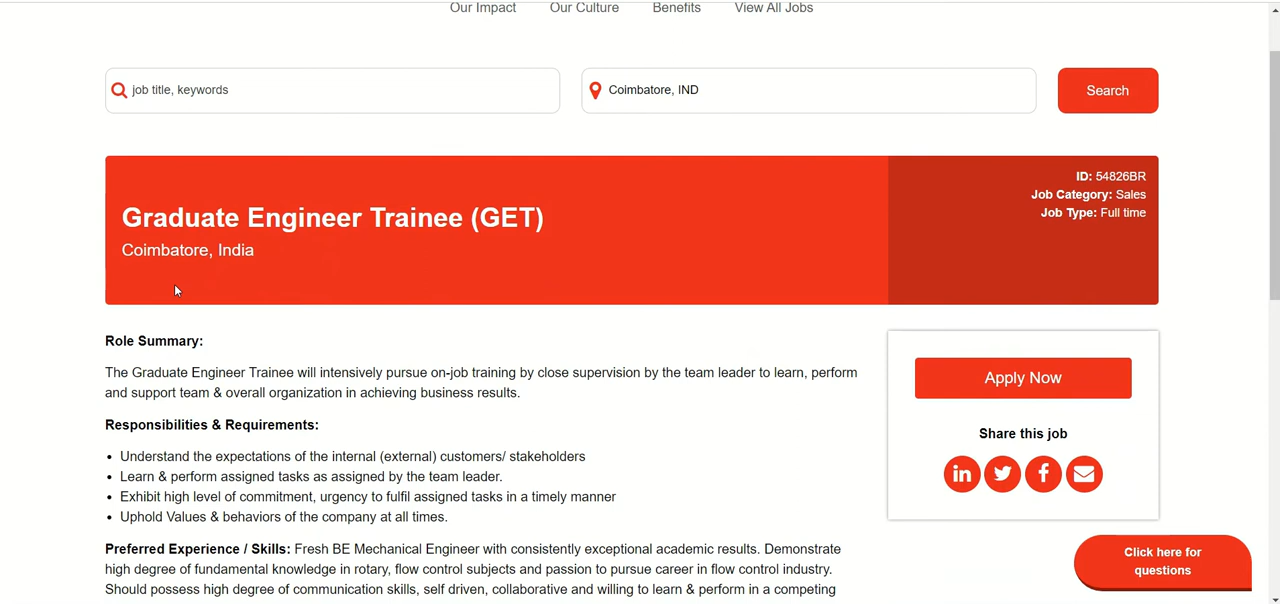 Our Impact Our Culture Benefits View All Jobs
job title, keywords Coimbatore, IND Search
ID: 54826BR
Job Category: Sales
Job Type: Full time
Graduate Engineer Trainee (GET)
Coimbatore, India
Role Summary:
The Graduate Engineer Trainee will intensively pursue on-job training by close supervision by the team leader to learn, perform
and support team & overall organization in achieving business results.
Responsibilities & Requirements:
• Understand the expectations of the internal (external) customers/ stakeholders
• Learn & perform assigned tasks as assigned by the team leader.
• Exhibit high level of commitment, urgency to fulfil assigned tasks in a timely manner
• Uphold Values & behaviors of the company at all times.
Preferred Experience / Skills: Fresh BE Mechanical Engineer with consistently exceptional academic results. Demonstrate
high degree of fundamental knowledge in rotary, flow control subjects and passion to pursue career in flow control industry.
Should possess high degree of communication skills, self driven, collaborative and willing to learn & perform in a competing
Apply Now
Share this job
Click here for
questions